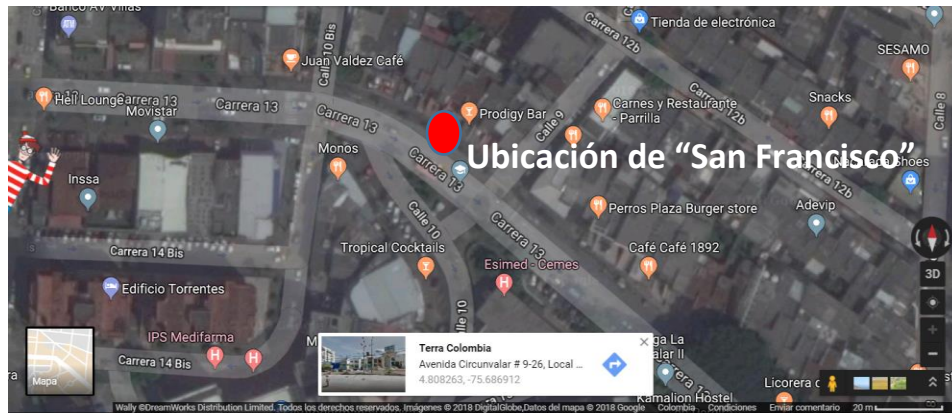 Banco AV Villas
Tienda de electrónica
Carrera 12b
SESAMO
Calle 10 Bis
Juan Valdez Café
Hell Lounge
Carrera 13
Movistar
Carrera 13
Carrera 13
Prodigy Bar
Carnes y Restaurante
- Parrilla
Snacks
Calle 8
Calle 9
Monos
Carrera 13
Ubicación de “San Francisco”
Inssa
Shoes
Carrera 12b
Calle 10
Perros Plaza Burger store
Adevip
Carrera 13
Carrera 14 Bis
Tropical Cocktails
Café Café 1892
Esimed - Cemes
3D
Edificio Torrentes
IPS Medifarma
Carrera 14 Bis
Mapa
Terra Colombia
Avenida Circunvalar # 9-26, Local ...
4.808263, -75.686912
Licorera
Kamalion Hostel
Wally ©DreamWorks Distribution Limited. Todos los derechos reservados. Imágenes © 2018 DigitalGlobe,Datos del mapa © 2018 Google Colombia Condiciones Enviar comentario 20 m